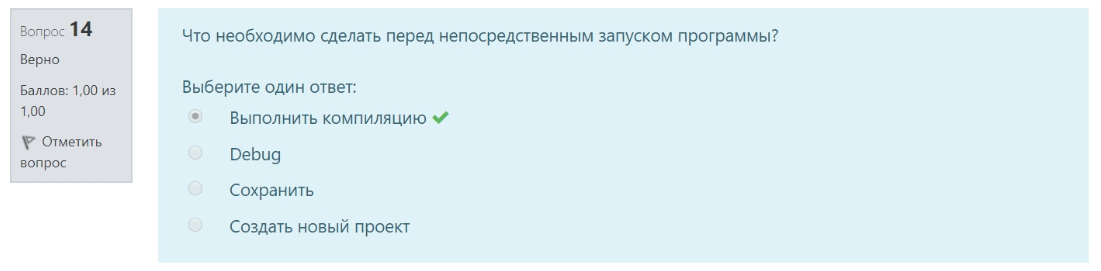 Вопрос 14
Верно
Баллов: 1,00 из
1,00
Отметить
вопрос
Что необходимо сделать перед непосредственным запуском программы?
Выберите один ответ:
Выполнить компиляцию
Debug
Сохранить
Создать новый проект